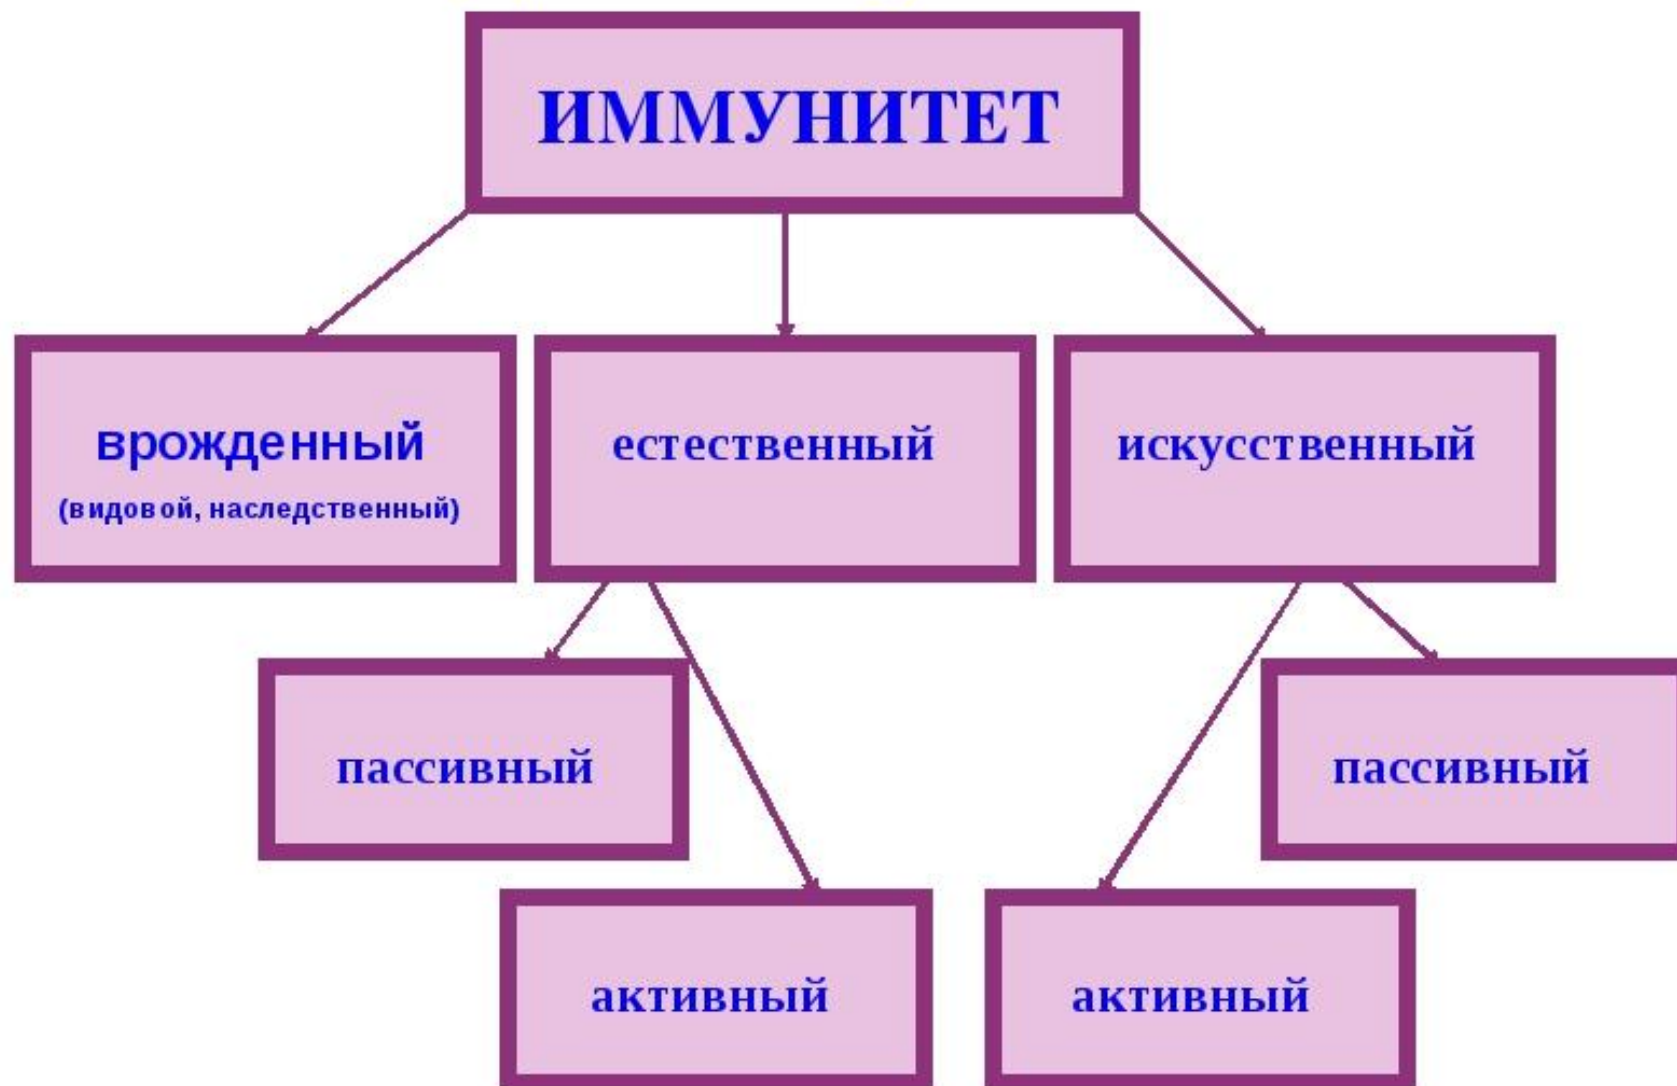 ИММУНИТЕТ
врожденный
(видовой, наследственный)
естественный
искусственный
пассивный
пассивный
активный
активный